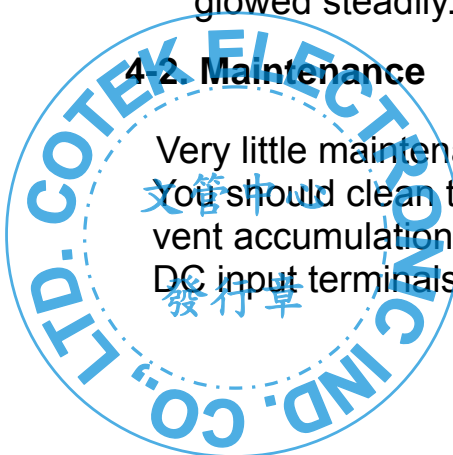 glowed steadily.
4-2. Maintenance
Very little mainten
You should clean t
vent accumulation
DC input terminals
COTEK ELECTRONIC IND. CO., LTD.
文管中心
發行章